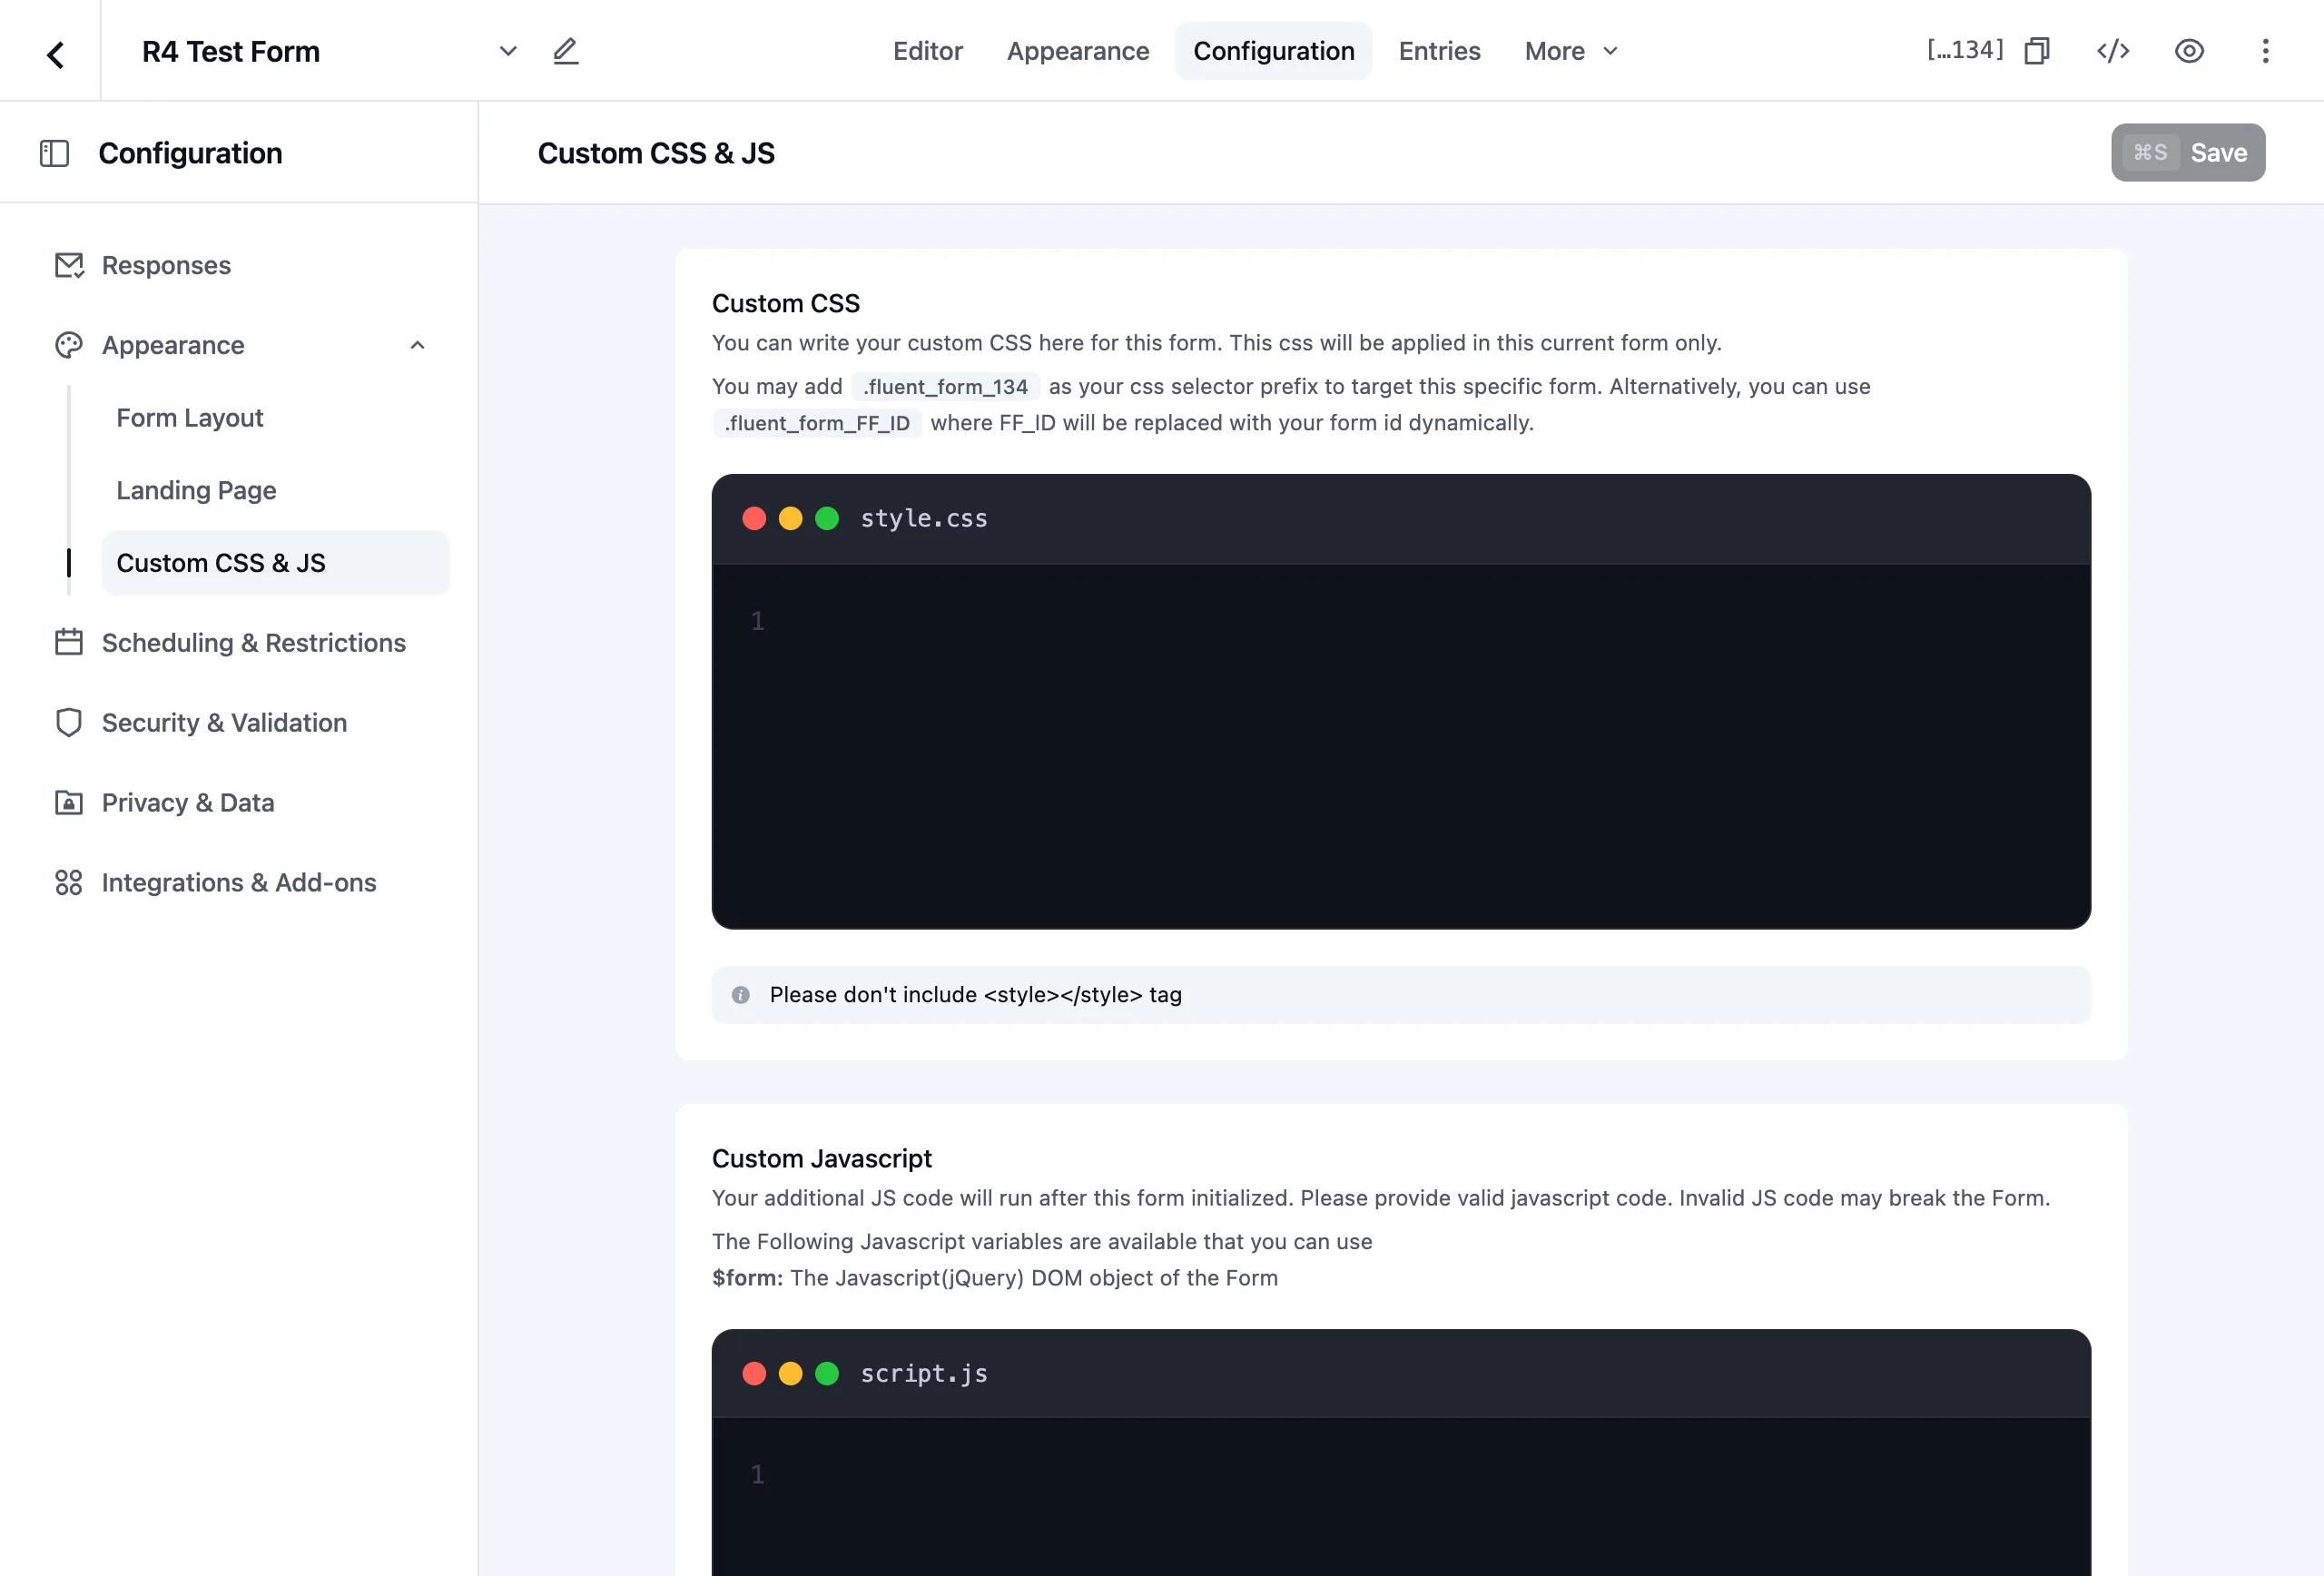 R4 Test Form
Editor
Appearance
Configuration
Entries
More
[…134]
Configuration
Custom CSS & JS
⌘S Save
Responses
Appearance
Form Layout
Landing Page
Custom CSS & JS
Scheduling & Restrictions
Security & Validation
Privacy & Data
Integrations & Add-ons
Custom CSS
You can write your custom CSS here for this form. This css will be applied in this current form only.
You may add .fluent_form_134 as your css selector prefix to target this specific form. Alternatively, you can use
.fluent_form_FF_ID where FF_ID will be replaced with your form id dynamically.
style.css
1
Please don't include <style></style> tag
Custom Javascript
Your additional JS code will run after this form initialized. Please provide valid javascript code. Invalid JS code may break the Form.
The Following Javascript variables are available that you can use
$form: The Javascript(jQuery) DOM object of the Form
script.js
1